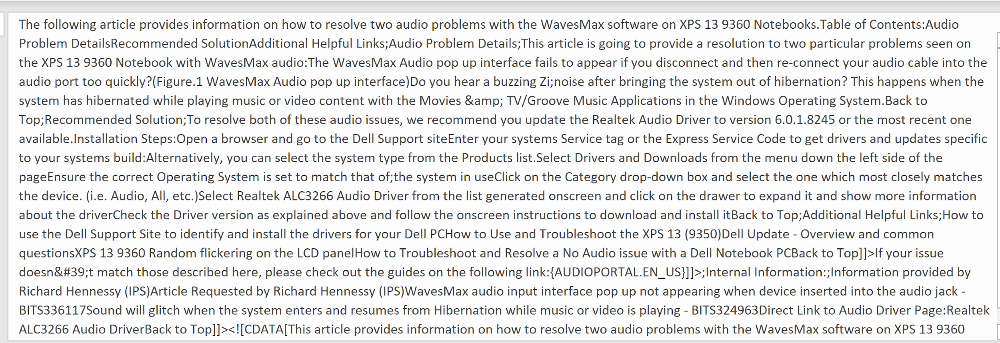 The following article provides information on how to resolve two audio problems with the WavesMax software on XPS 13 9360 Notebooks.Table of Contents:Audio
Problem DetailsRecommended SolutionAdditional Helpful Links;Audio Problem Details;This article is going to provide a resolution to two particular problems seen on
the XPS 13 9360 Notebook with WavesMax audio:The WavesMax Audio pop up interface fails to appear if you disconnect and then re-connect your audio cable into the
audio port too quickly?(Figure.1 WavesMax Audio pop up interface)Do you hear a buzzing Zi;noise after bringing the system out of hibernation? This happens when the
system has hibernated while playing music or video content with the Movies &amp; TV/Groove Music Applications in the Windows Operating System.Back to
Top;Recommended Solution;To resolve both of these audio issues, we recommend you update the Realtek Audio Driver to version 6.0.1.8245 or the most recent one
available.Installation Steps:Open a browser and go to the Dell Support siteEnter your systems Service tag or the Express Service Code to get drivers and updates specific
to your systems build:Alternatively, you can select the system type from the Products list.Select Drivers and Downloads from the menu down the left side of the
pageEnsure the correct Operating System is set to match that of;the system in useClick on the Category drop-down box and select the one which most closely matches
the device. (i.e. Audio, All, etc.)Select Realtek ALC3266 Audio Driver from the list generated onscreen and click on the drawer to expand it and show more information
about the driverCheck the Driver version as explained above and follow the onscreen instructions to download and install itBack to Top;Additional Helpful Links;How to
use the Dell Support Site to identify and install the drivers for your Dell PCHow to Use and Troubleshoot the XPS 13 (9350)Dell Update - Overview and common
questionsXPS 13 9360 Random flickering on the LCD panelHow to Troubleshoot and Resolve a No Audio issue with a Dell Notebook PCBack to Top]]>If your issue
doesn&#39;t match those described here, please check out the guides on the following link:{AUDIOPORTAL.EN_US}]]>;Internal Information:;Information provided by
Richard Hennessy (IPS)Article Requested by Richard Hennessy (IPS)WavesMax audio input interface pop up not appearing when device inserted into the audio jack -
BITS336117Sound will glitch when the system enters and resumes from Hibernation while music or video is playing - BITS324963Direct Link to Audio Driver Page:Realtek
ALC3266 Audio DriverBack to Top]]><![CDATA[This article provides information on how to resolve two audio problems with the WavesMax software on XPS 13 9360